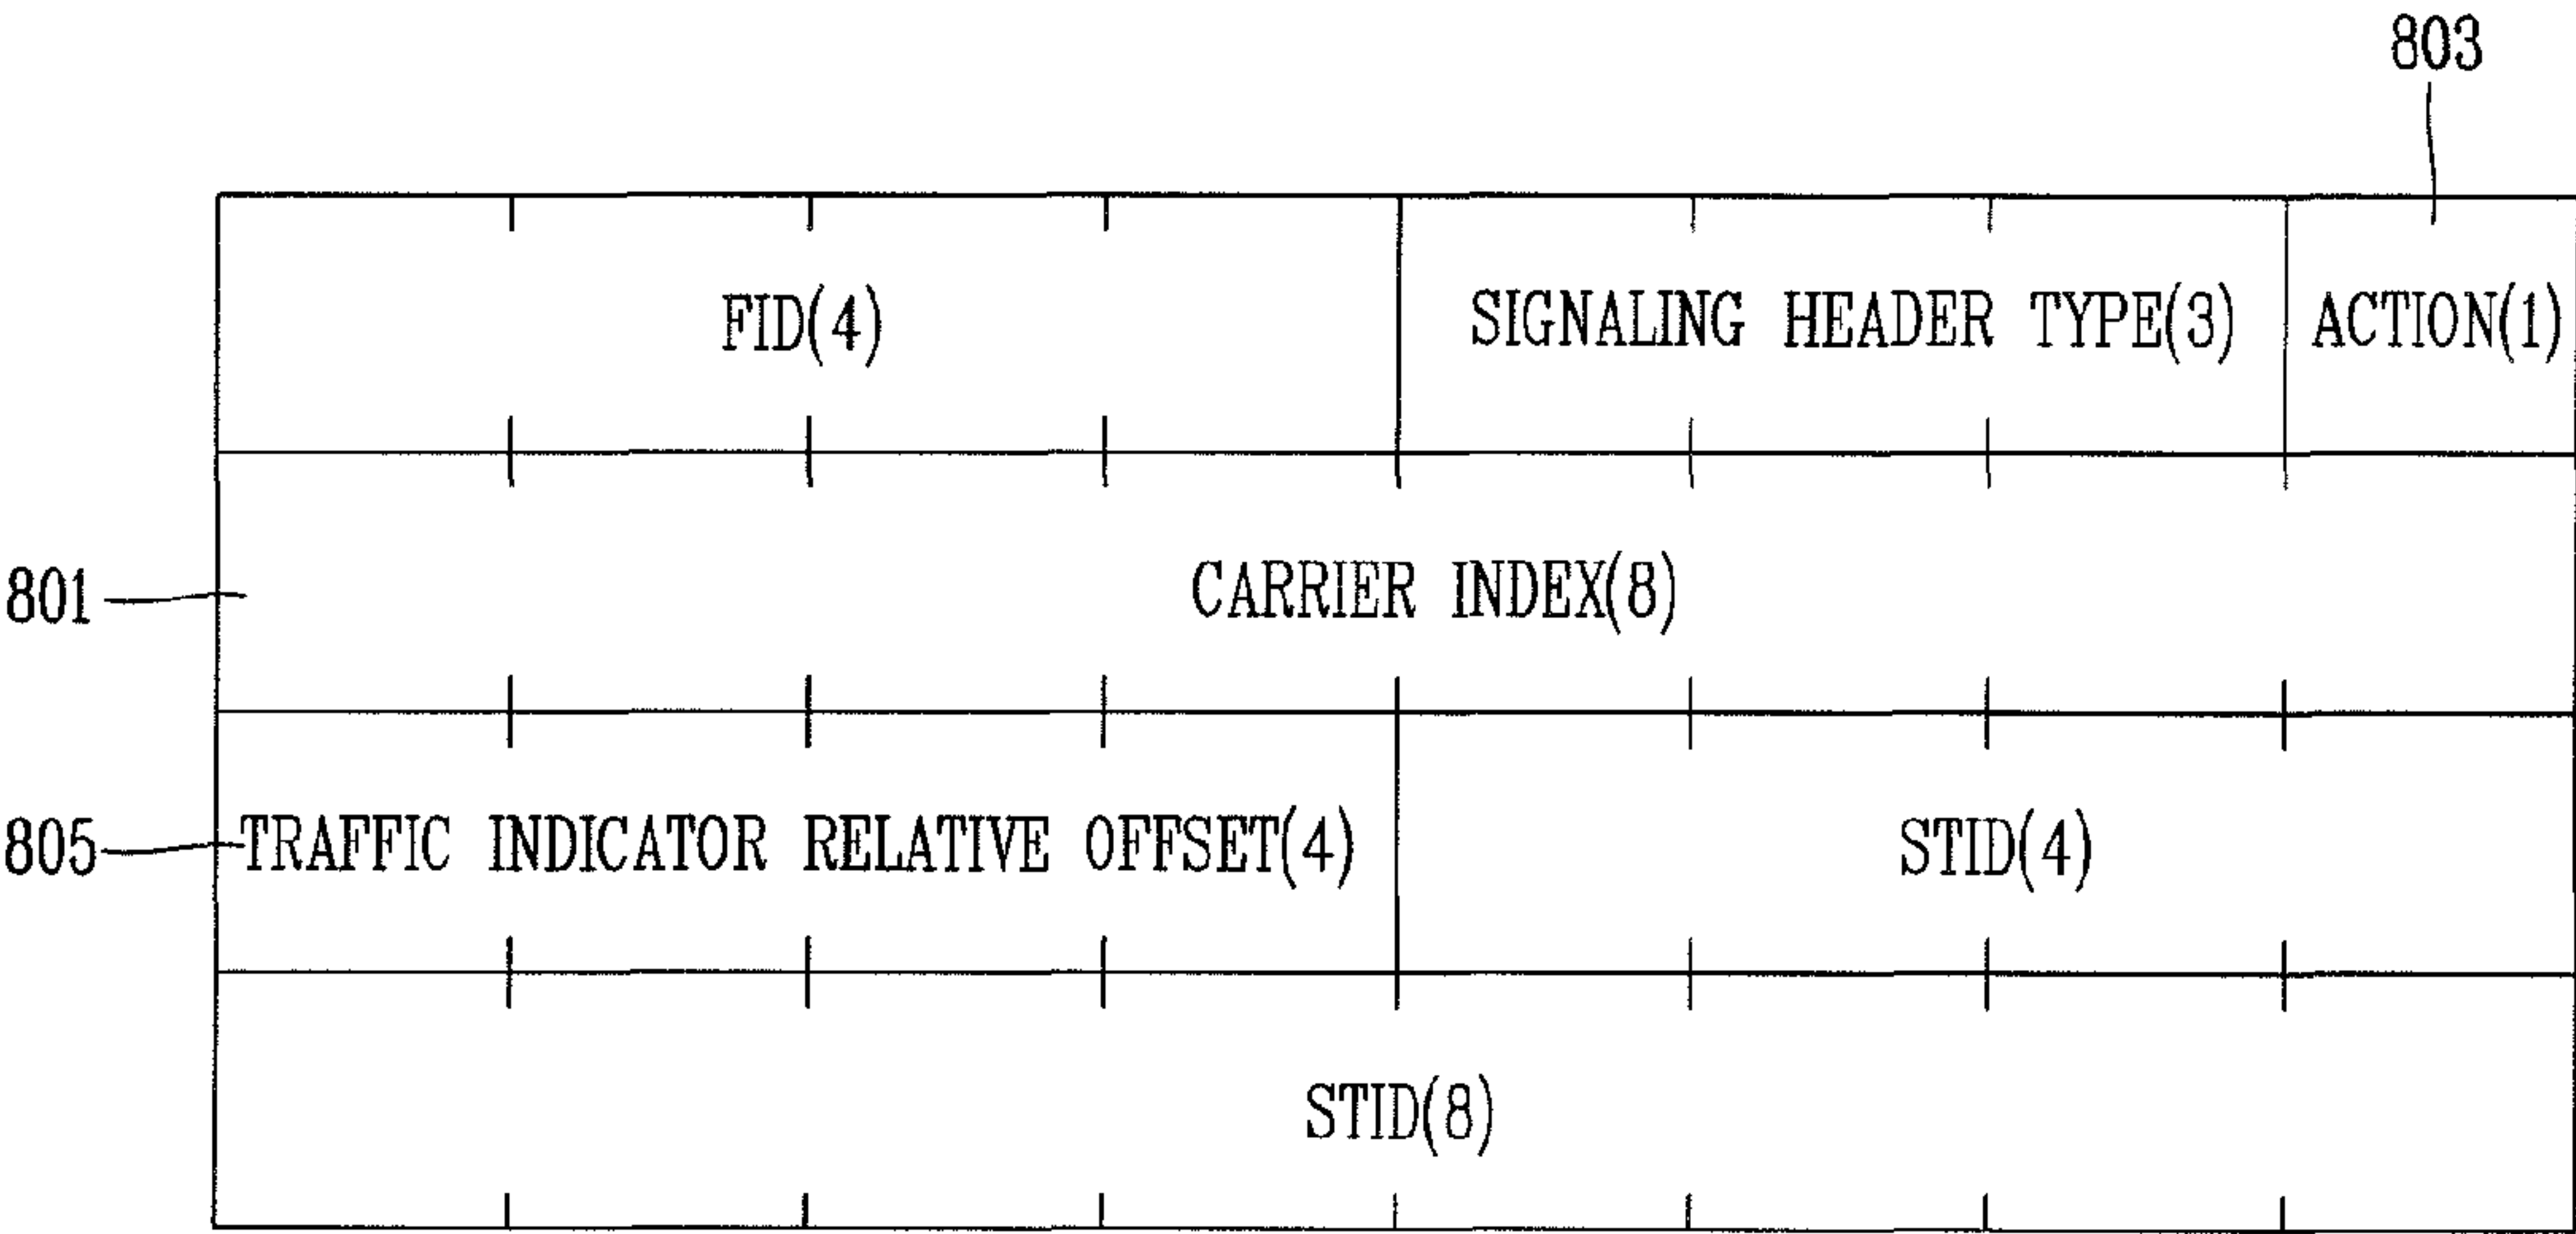 803
FID(4) SIGNALING HEADER TYPE(3) ACTION(1)
801 CARRIER INDEX(8)
805 TRAFFIC INDICATOR RELATIVE OFFSET(4) STID(4)
STID(8)